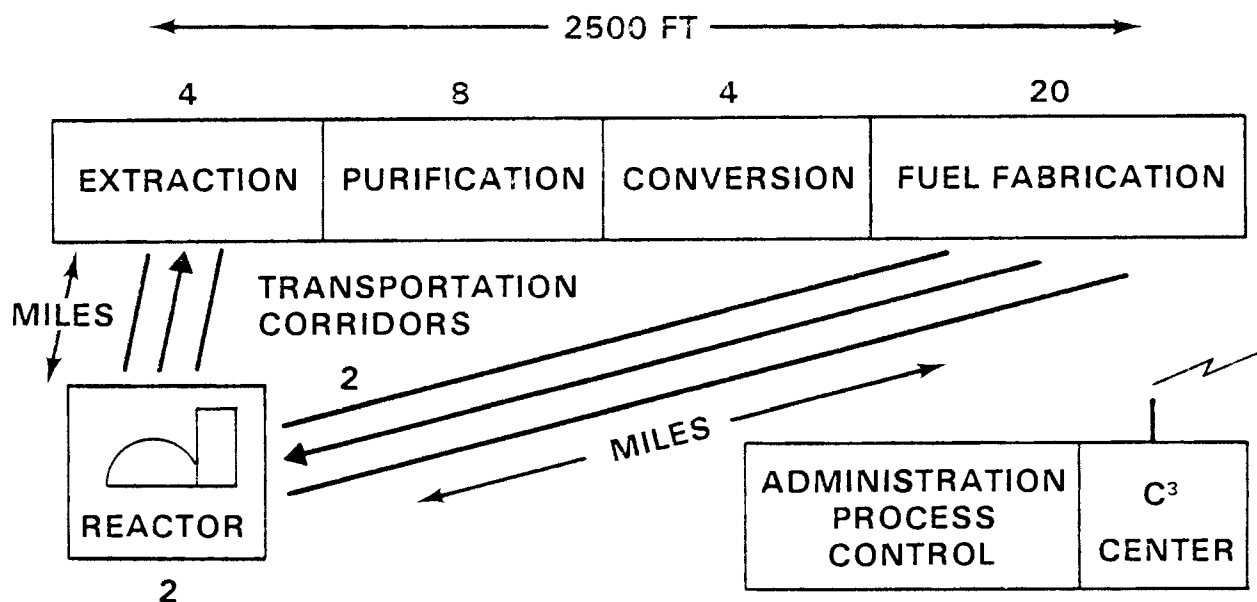 2500 FT
4 8 4 20
EXTRACTION PURIFICATION CONVERSION FUEL FABRICATION
MILES
TRANSPORTATION
CORRIDORS
2
MILES
REACTOR
2
ADMINISTRATION
PROCESS
CONTROL
C³
CENTER